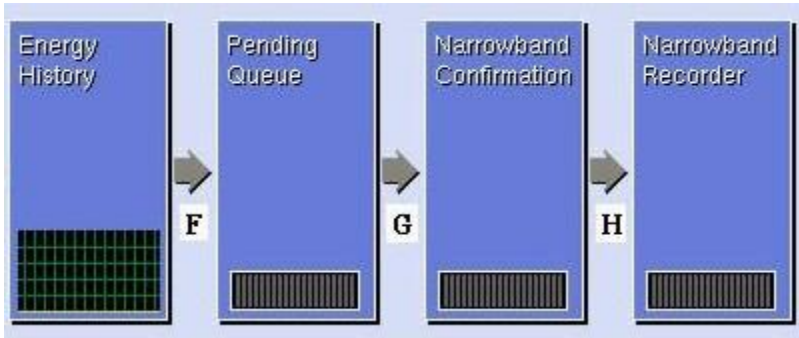 Energy
History
Pending
Queue
Narrowband
Confirmation
Narrowband
Recorder
F
G
H